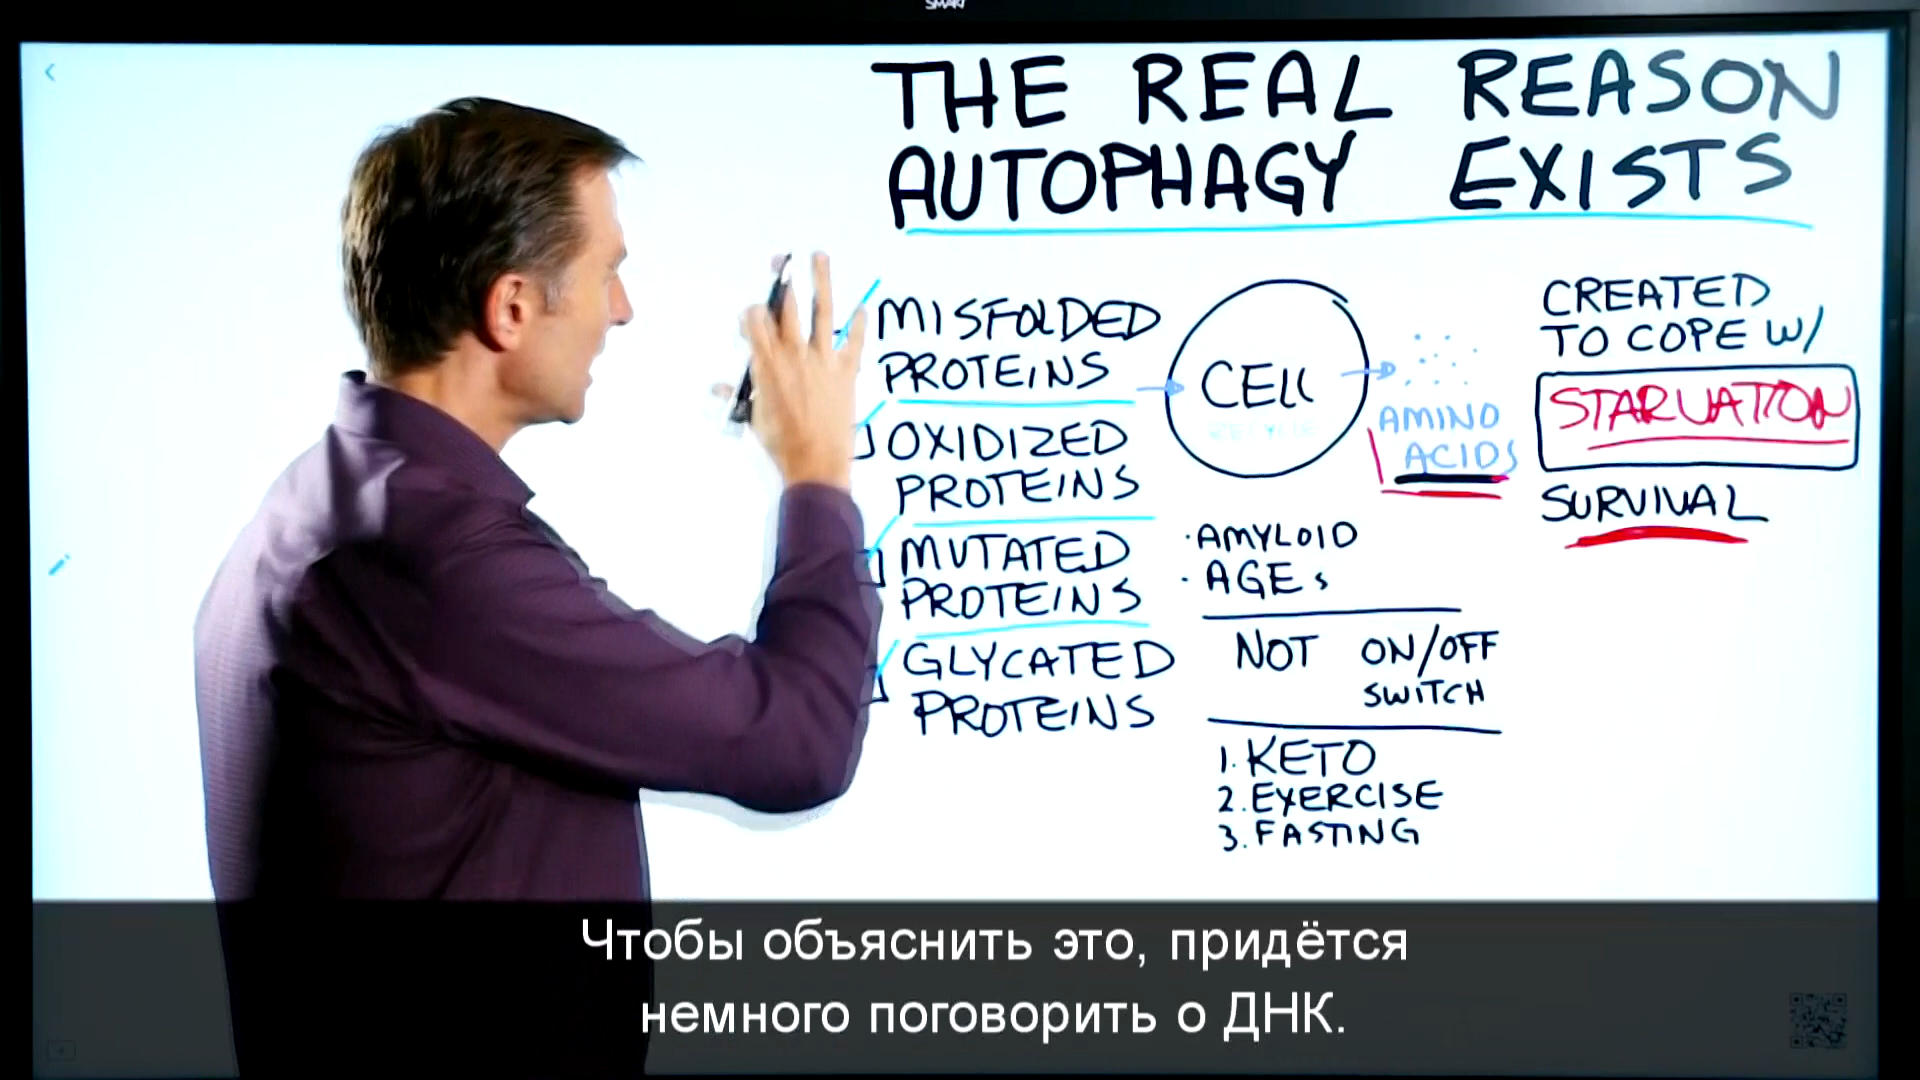 SMART
THE REAL REASON
AUTOPHAGY EXISTS
MISFOLDED
PROTEINS
OXIDIZED
PROTEINS
MUTATED
PROTEINS
GLYCATED
PROTEINS
CELL
RECYCLE
AMINO
ACIDS
CREATED
TO COPE W/
STARVATION
SURVIVAL
· AMYLOID
· AGEs
NOT ON/OFF
SWITCH
1. KETO
2. EXERCISE
3. FASTING
Чтобы объяснить это, придётся
немного поговорить о ДНК.